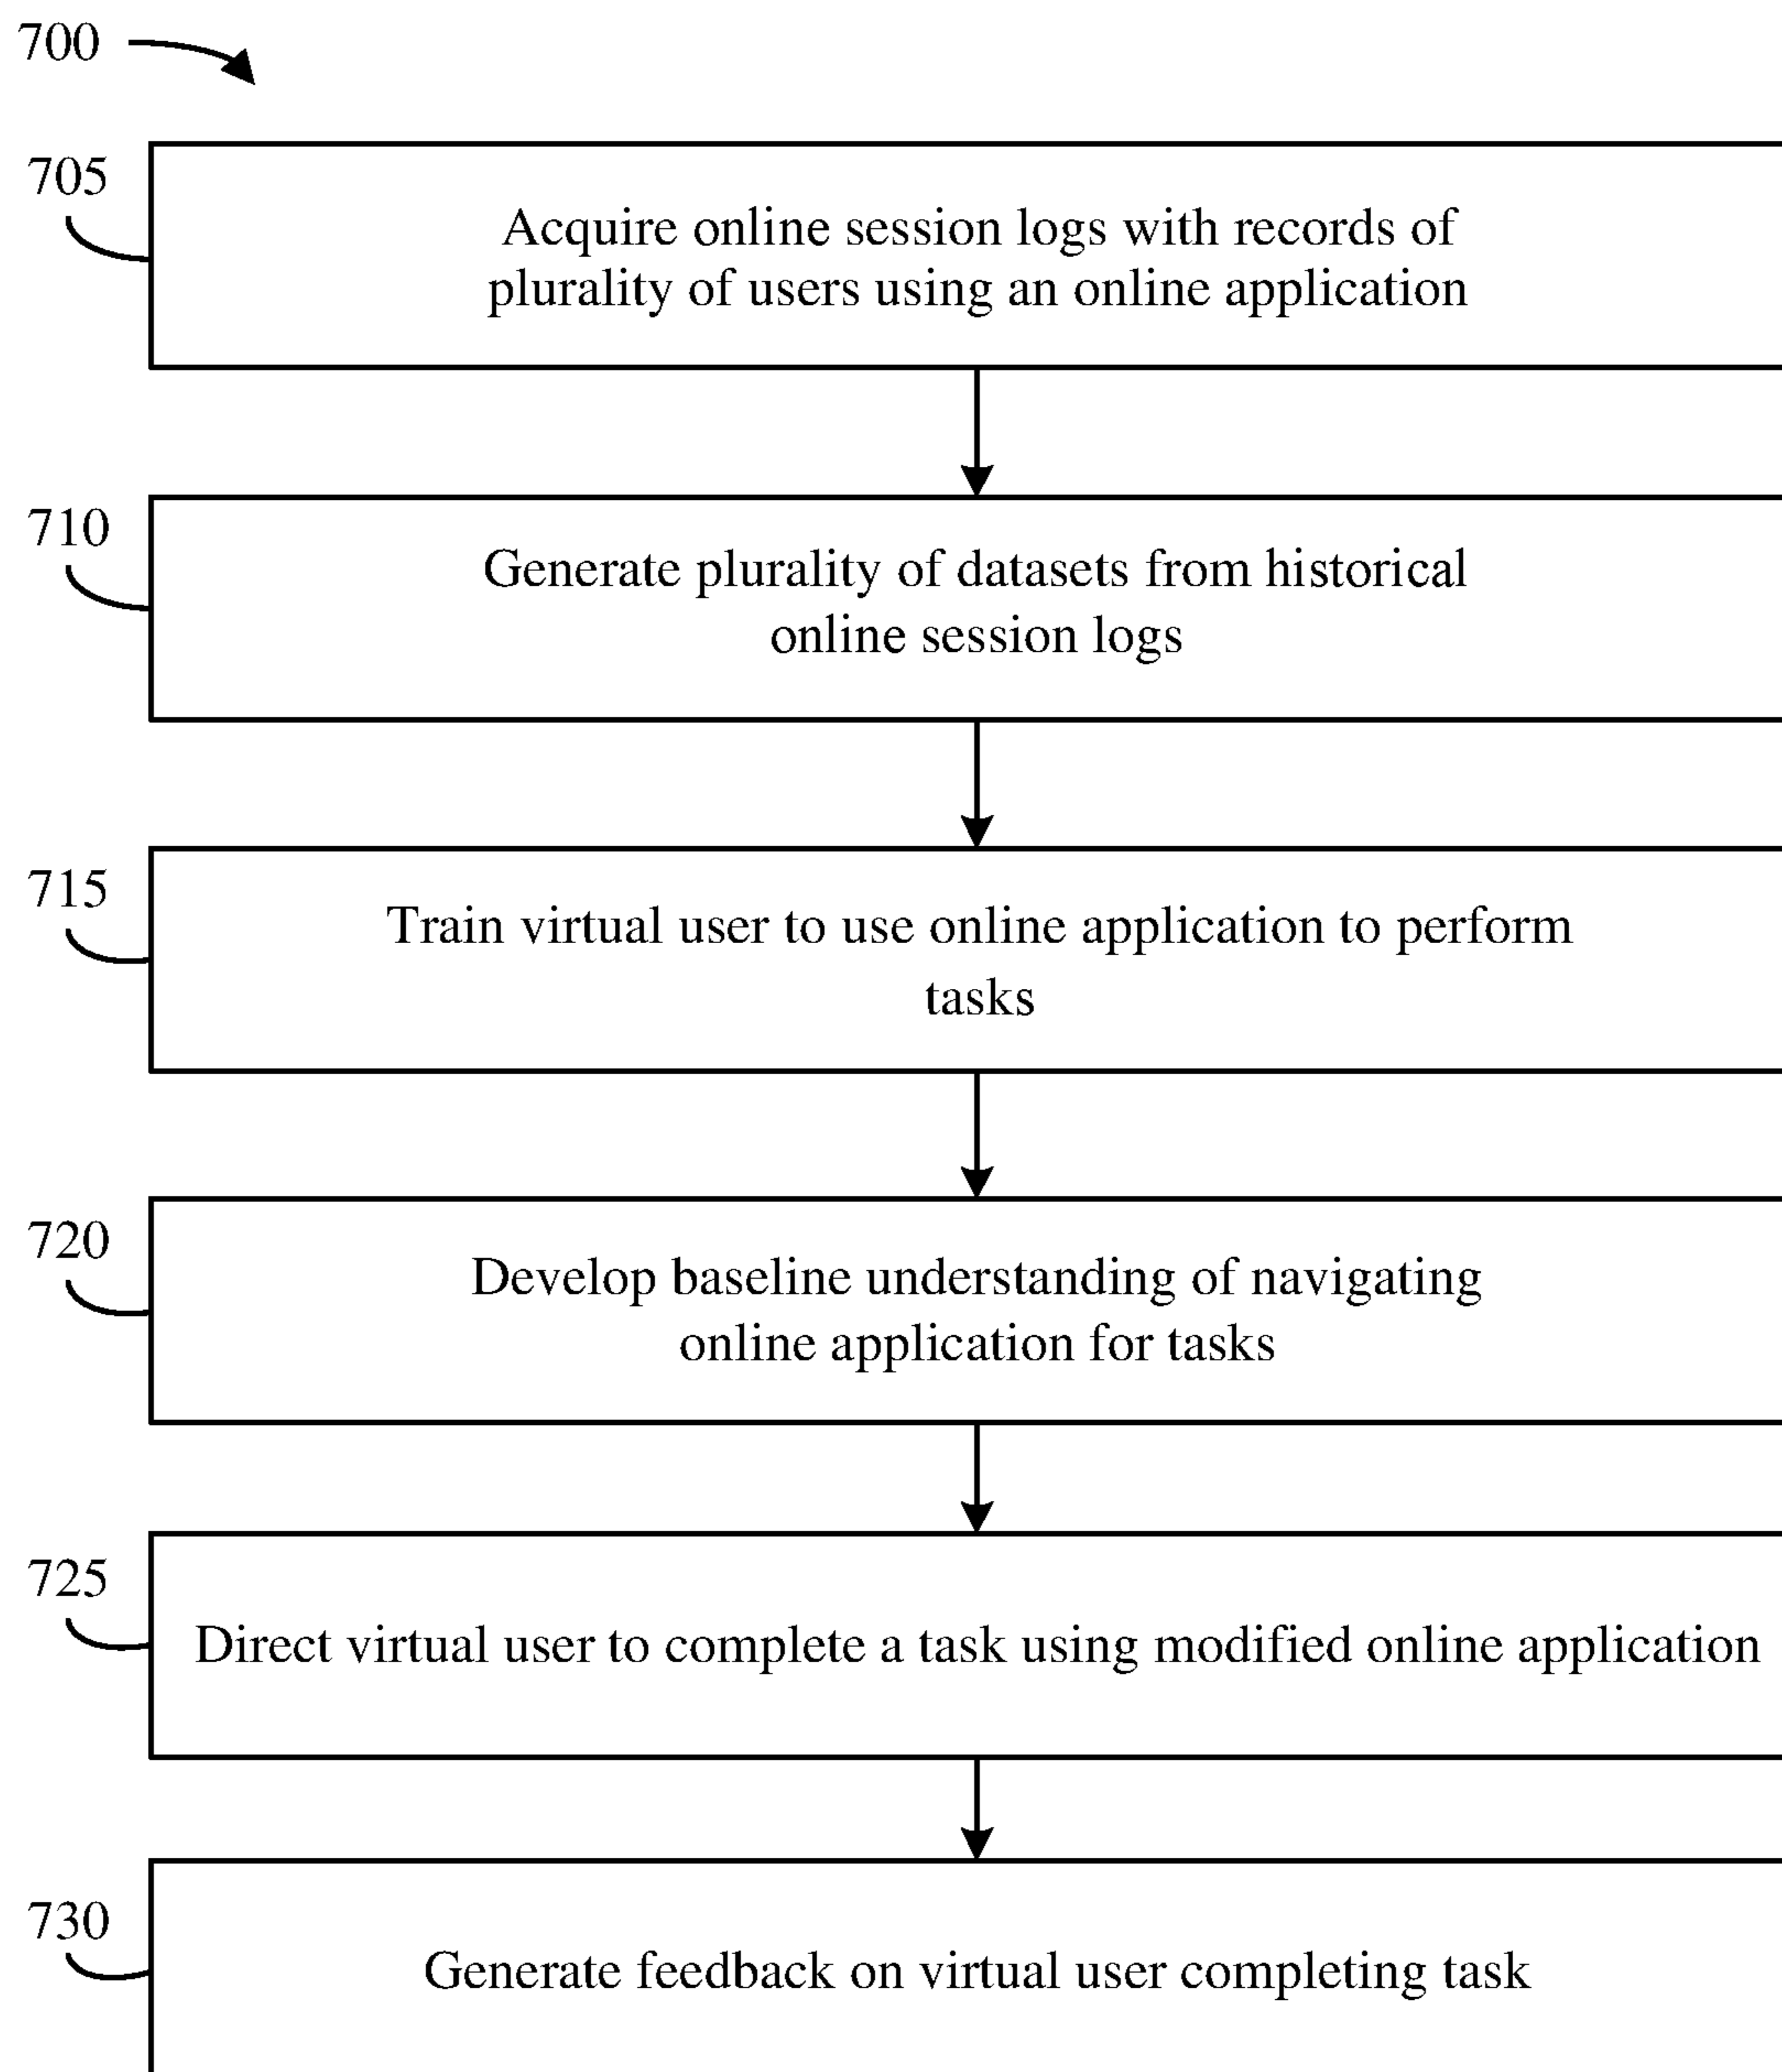 700
705
Acquire online session logs with records of
plurality of users using an online application
710
Generate plurality of datasets from historical
online session logs
715
Train virtual user to use online application to perform
tasks
720
Develop baseline understanding of navigating
online application for tasks
725
Direct virtual user to complete a task using modified online application
730
Generate feedback on virtual user completing task